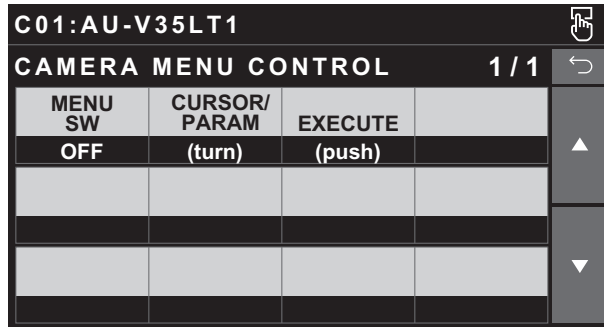 C01:AU-V35LT1
CAMERA MENU CONTROL 1/1
MENU SW CURSOR/ PARAM EXECUTE
OFF (turn) (push)